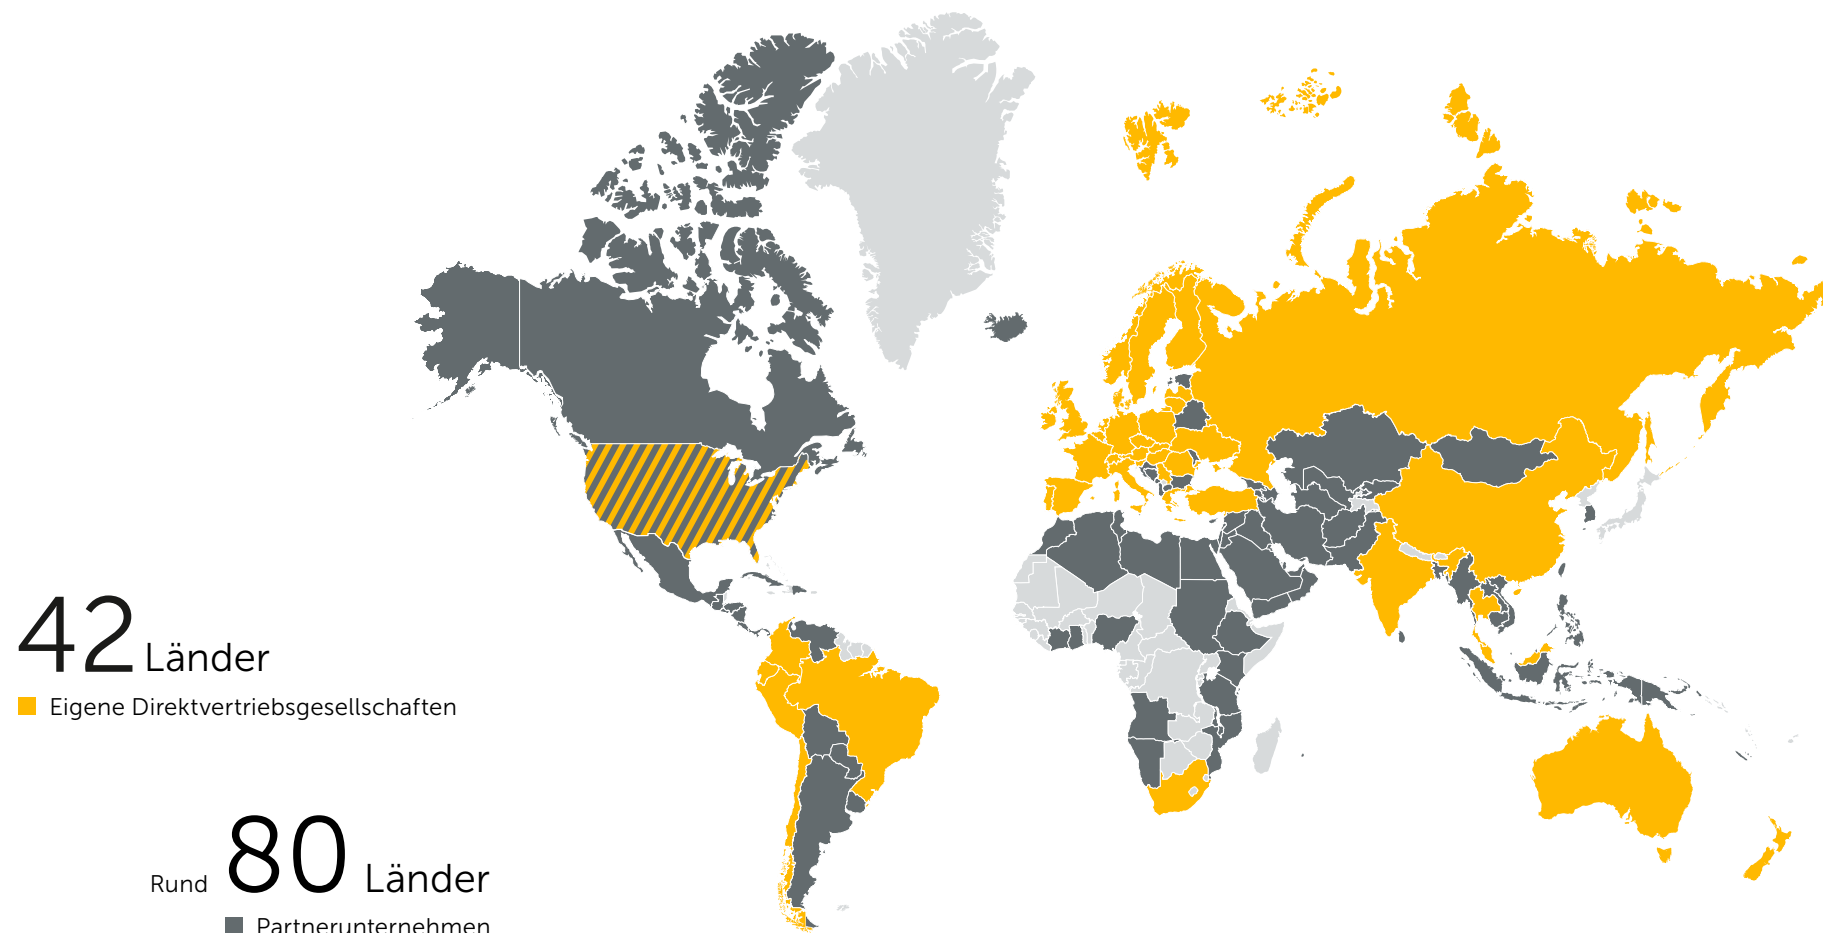 42 Länder
Eigene Direktvertriebsgesellschaften
Rund 80 Länder
Partnerunternehmen